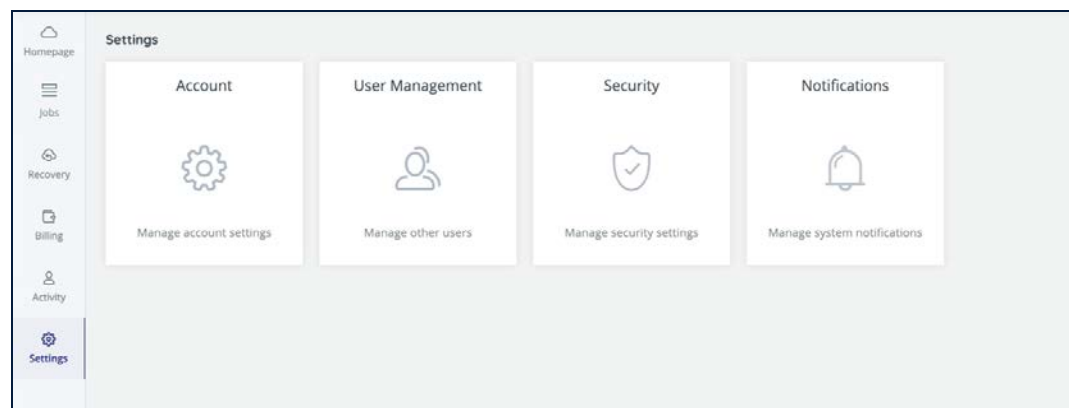 Homepage
Jobs
Recovery
Billing
Activity
Settings
Settings
Account
Manage account settings
User Management
Manage other users
Security
Manage security settings
Notifications
Manage system notifications